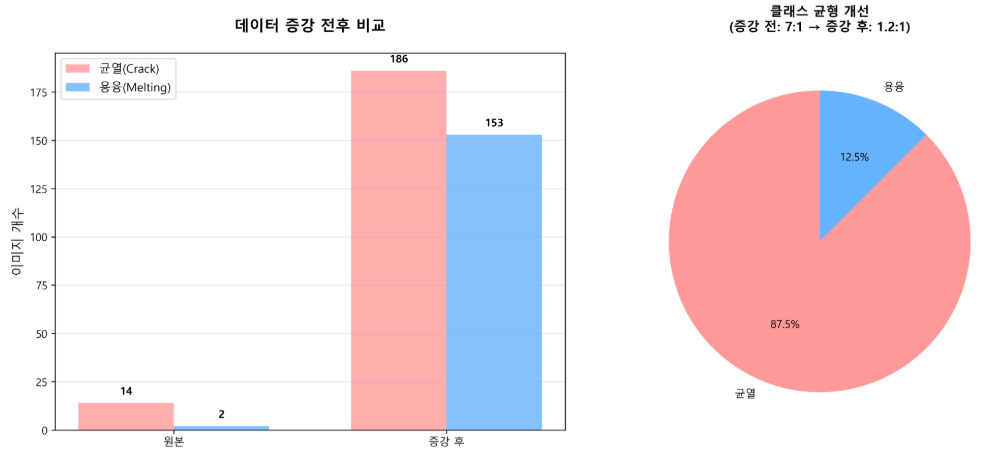 데이터 증강 전후 비교
균열(Crack)
용융(Melting)
이미지 개수
175
150
125
100
75
50
25
0
14
2
186
153
원본
증강 후
클래스 균형 개선
(증강 전: 7:1 → 증강 후: 1.2:1)
용융
12.5%
87.5%
균열